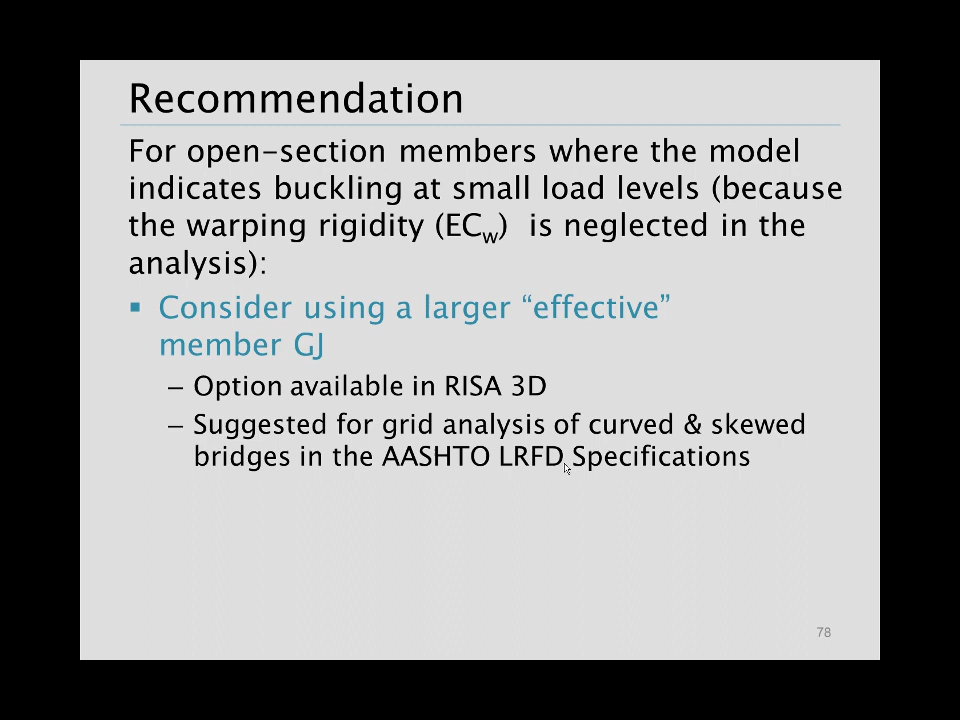 Recommendation
For open-section members where the model
indicates buckling at small load levels (because
the warping rigidity (ECw) is neglected in the
analysis):
▪ Consider using a larger “effective”
member GJ
– Option available in RISA 3D
– Suggested for grid analysis of curved & skewed
bridges in the AASHTO LRFD Specifications
78